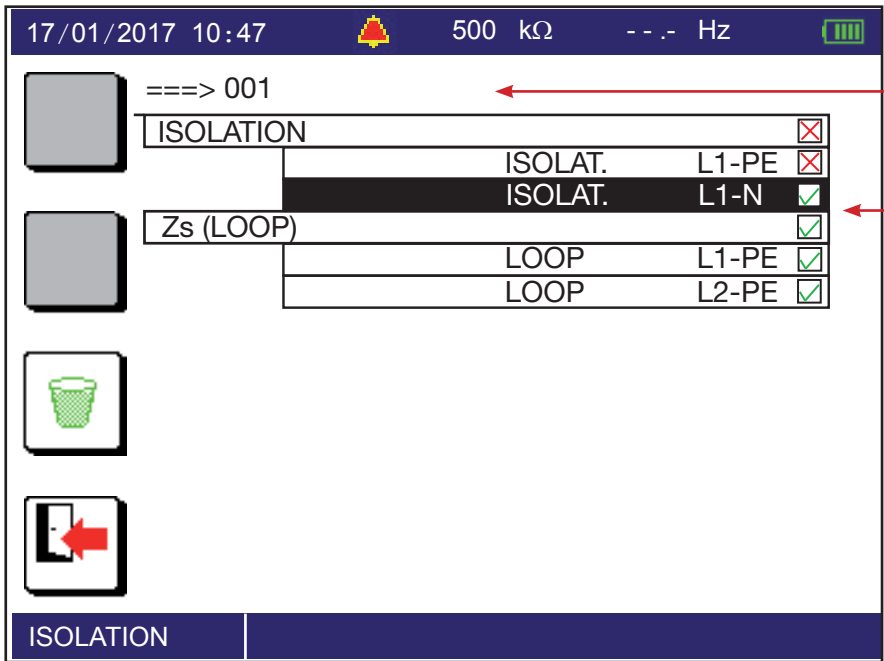 17/01/2017 10:47 500 kΩ - - .- Hz
===> 001
ISOLATION
ISOLAT. L1-PE
ISOLAT. L1-N
Zs (LOOP)
LOOP L1-PE
LOOP L2-PE
ISOLATION